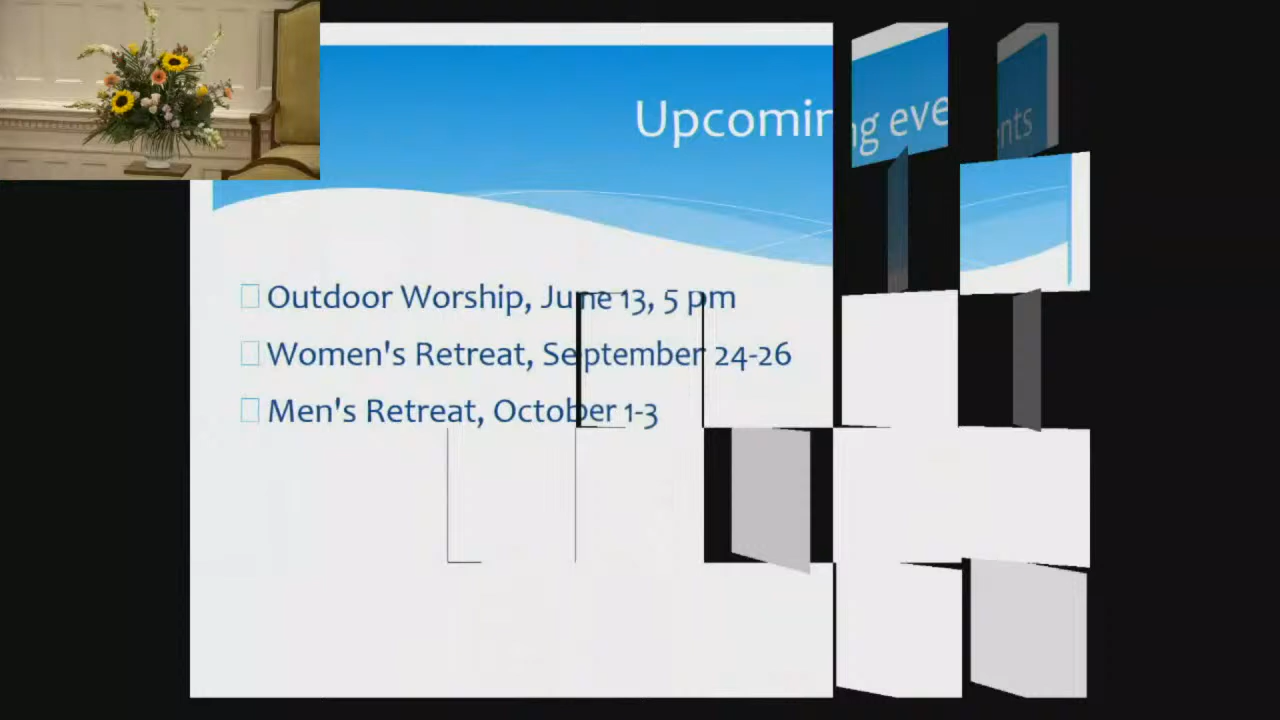 Upcoming events
Outdoor Worship, June 13, 5 pm
Women's Retreat, September 24-26
Men's Retreat, October 1-3